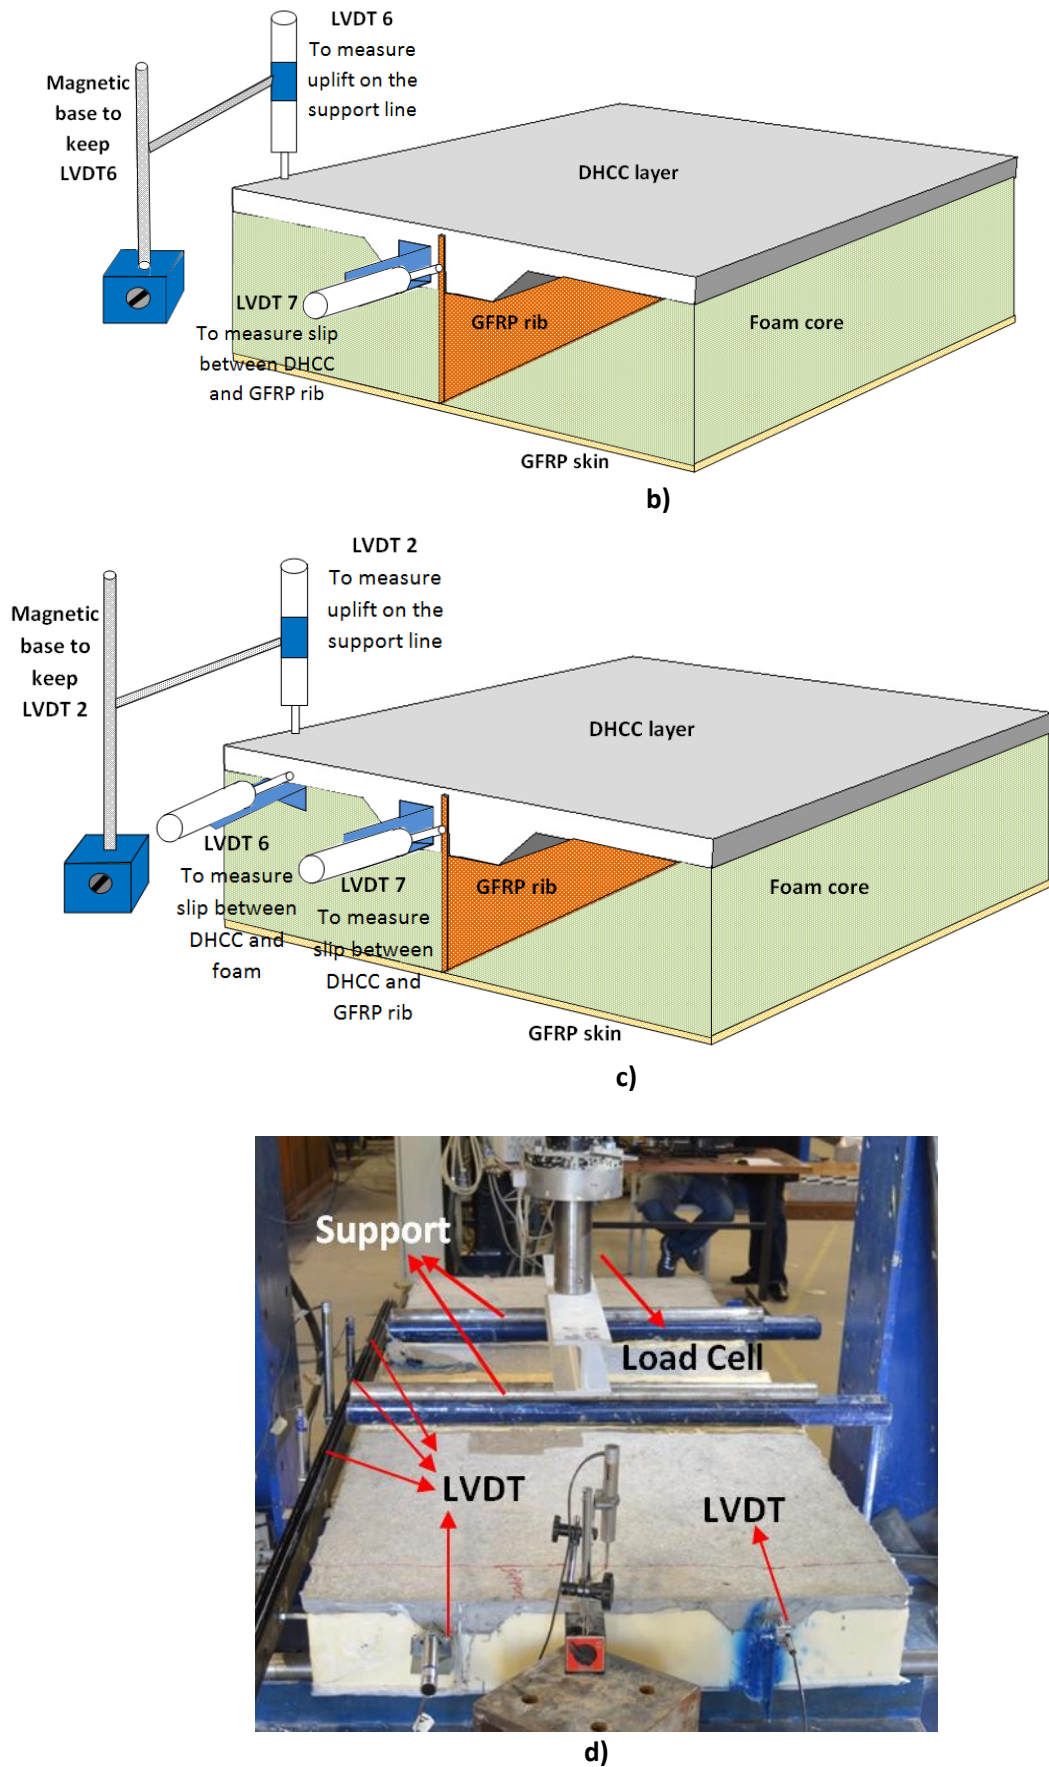 LVDT 6
To measure
uplift on the
support line
Magnetic
base to
keep
LVDT6
DHCC layer
LVDT 7
To measure slip
between DHCC
and GFRP rib
GFRP rib
Foam core
GFRP skin
b)
LVDT 2
To measure
uplift on the
support line
Magnetic
base to
keep
LVDT 2
DHCC layer
LVDT 6
To measure
slip between
DHCC and
foam
LVDT 7
To measure
slip between
DHCC and
GFRP rib
GFRP rib
Foam core
GFRP skin
c)
Support
Load Cell
LVDT
LVDT
d)